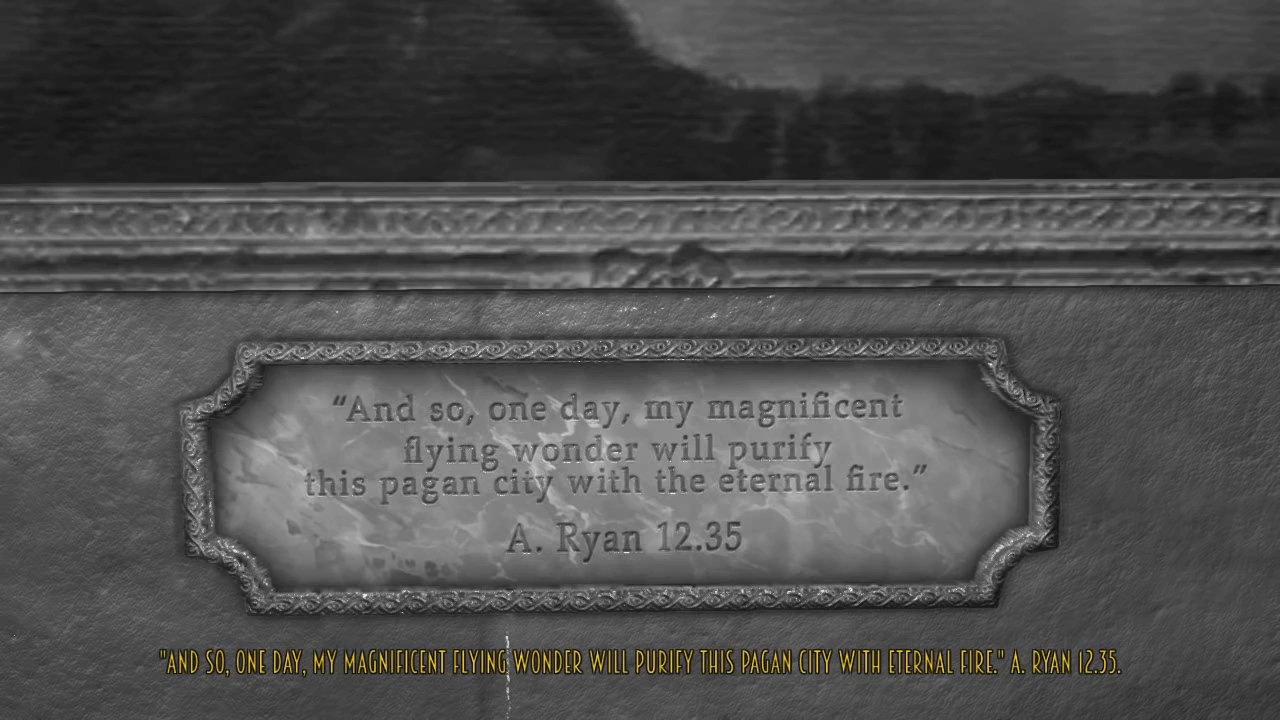 “And so, one day, my magnificent
flying wonder will purify
this pagan city with the eternal fire.”
A. Ryan 12.35
"AND SO, ONE DAY, MY MAGNIFICENT FLYING WONDER WILL PURIFY THIS PAGAN CITY WITH ETERNAL FIRE." A. RYAN 12.35.